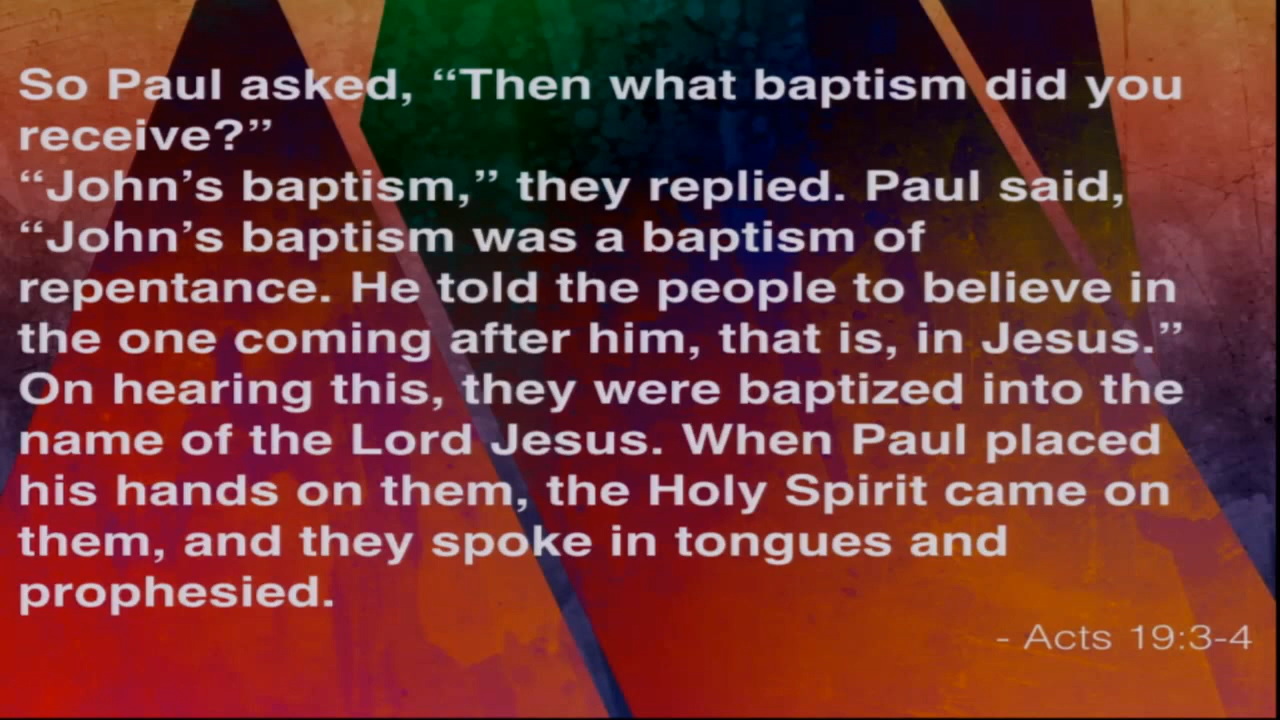 So Paul asked, “Then what baptism did you
receive?”
“John’s baptism,” they replied. Paul said,
“John’s baptism was a baptism of
repentance. He told the people to believe in
the one coming after him, that is, in Jesus.”
On hearing this, they were baptized into the
name of the Lord Jesus. When Paul placed
his hands on them, the Holy Spirit came on
them, and they spoke in tongues and
prophesied.
- Acts 19:3-4